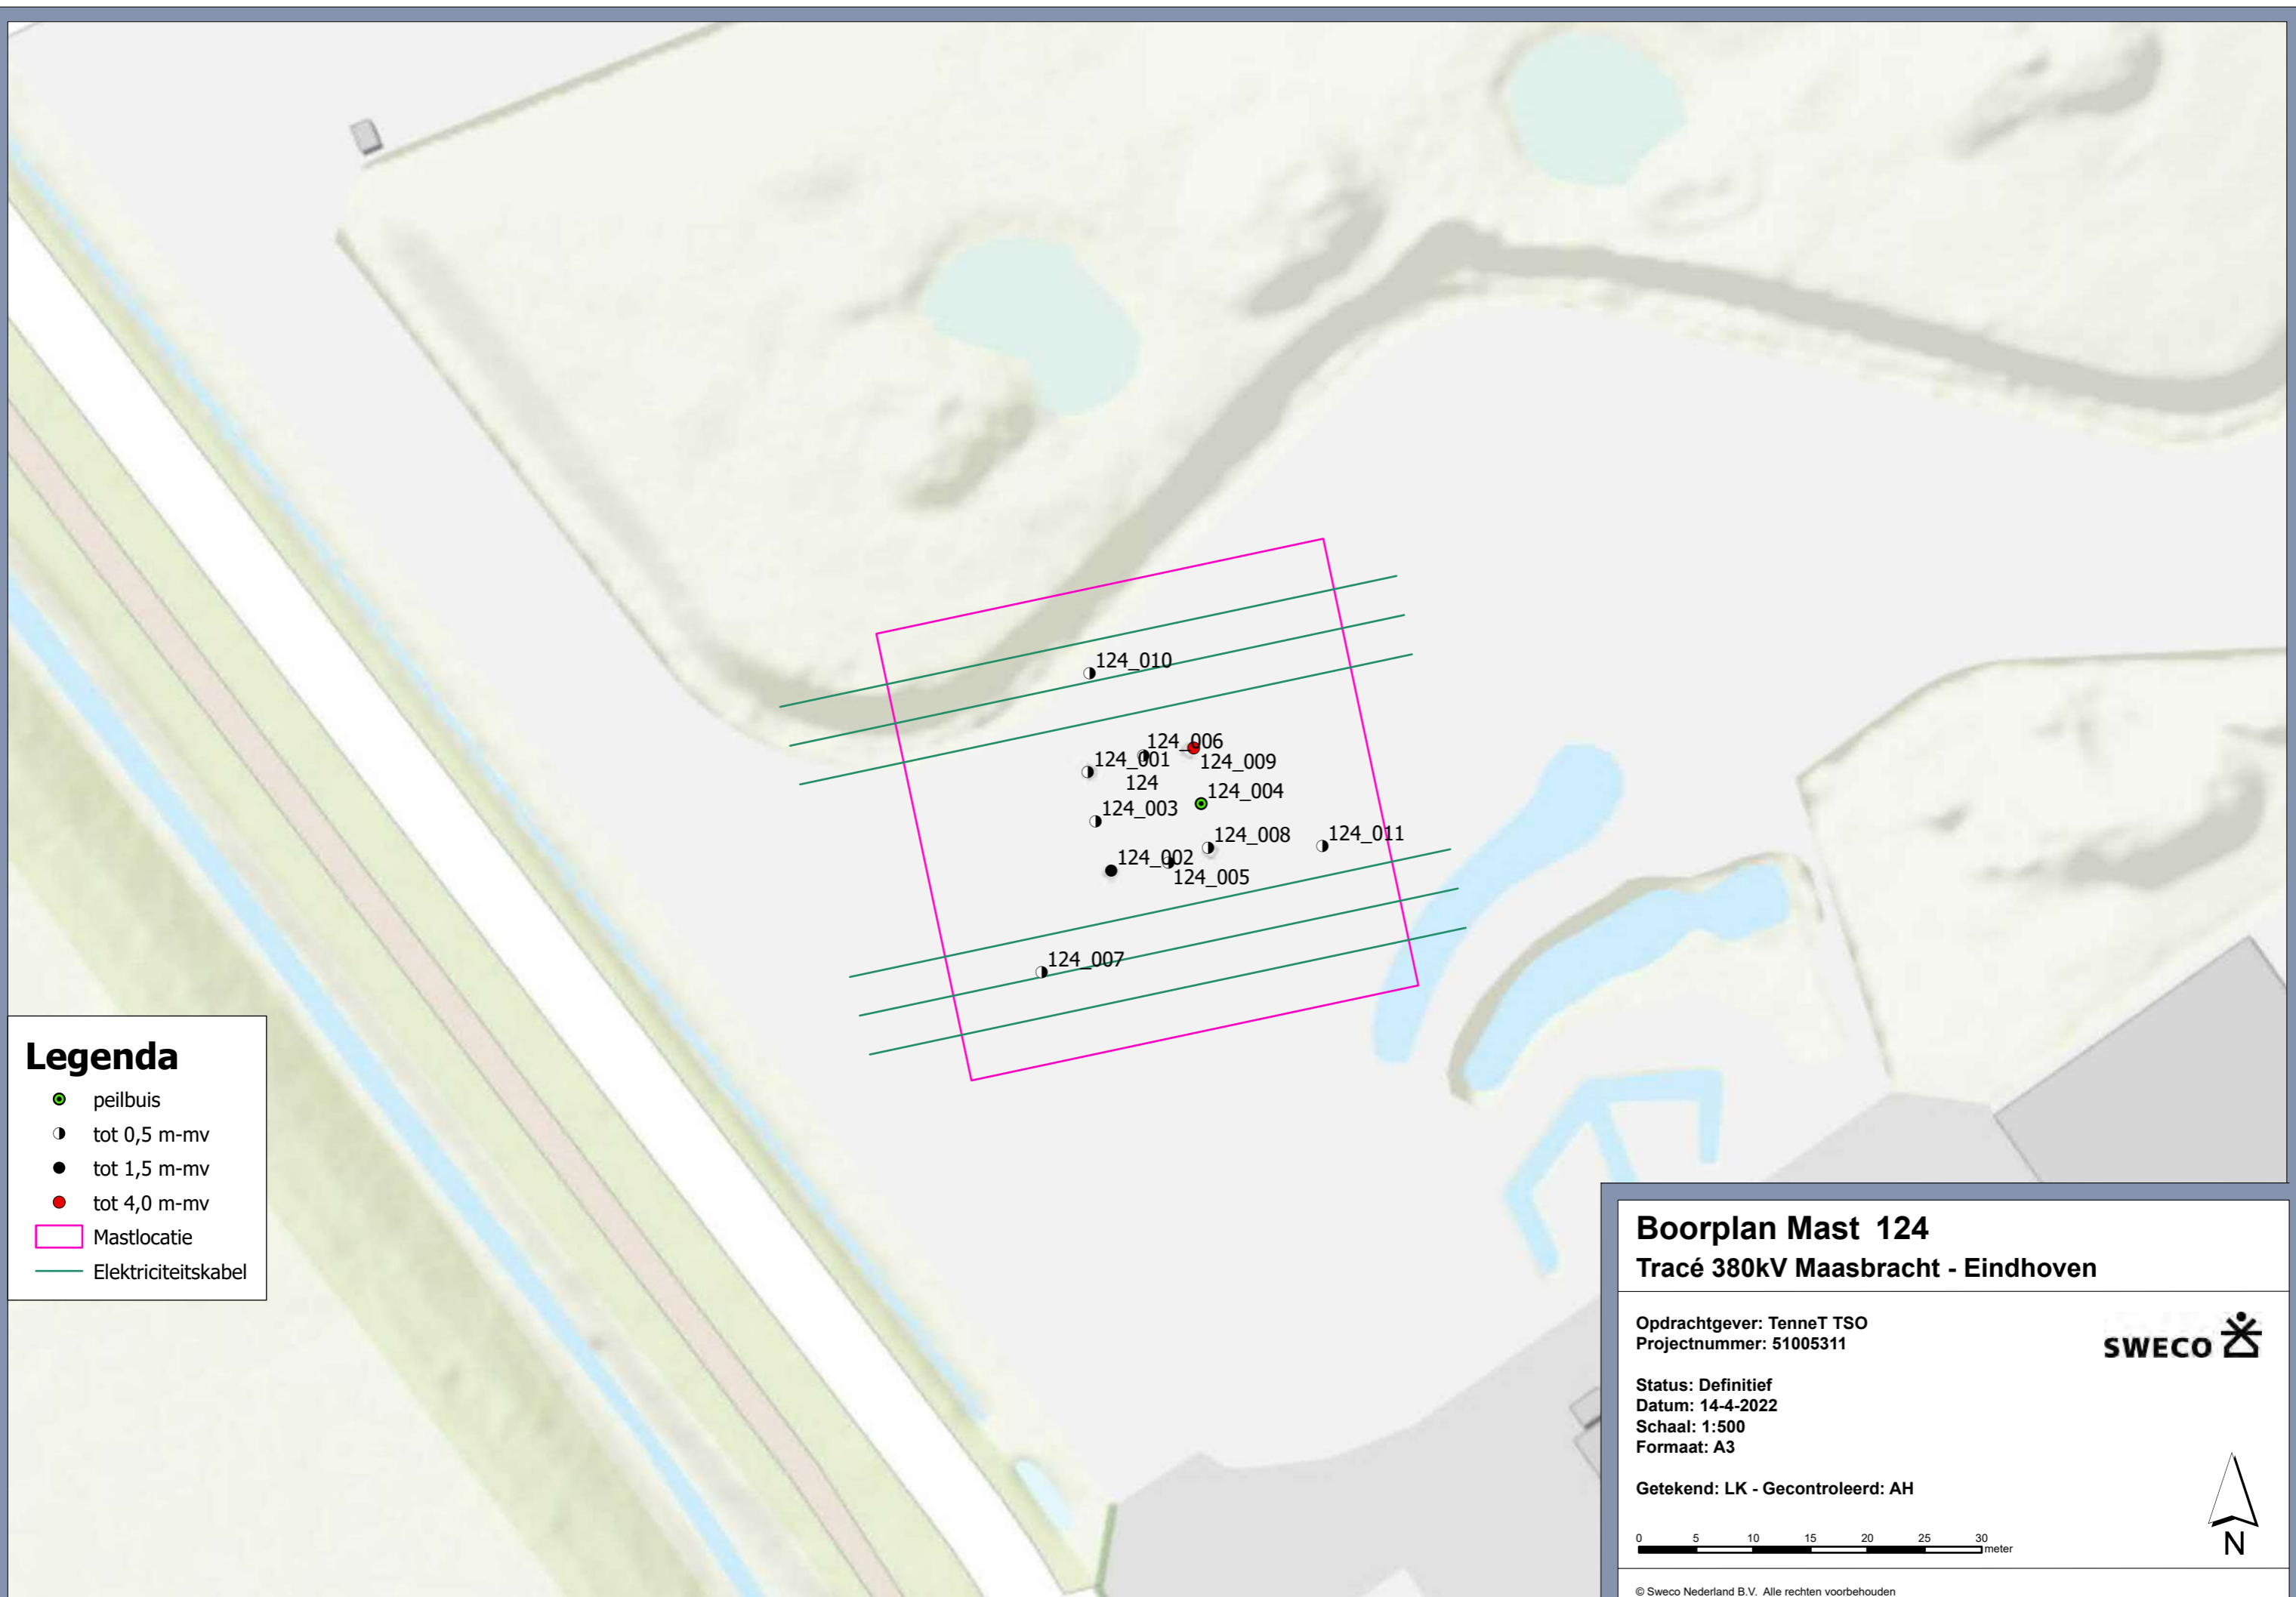 124_010
124_006
124_001
124_009
124
124_004
124_003
124_008
124_011
124_002
124_005
124_007
Legenda
peilbuis
tot 0,5 m-mv
tot 1,5 m-mv
tot 4,0 m-mv
Mastlocatie
Elektriciteitskabel
Boorplan Mast 124
Tracé 380kV Maasbracht - Eindhoven
Opdrachtgever: TenneT TSO
Projectnummer: 51005311
SWECO
Status: Definitief
Datum: 14-4-2022
Schaal: 1:500
Formaat: A3
Getekend: LK - Gecontroleerd: AH
0 5 10 15 20 25 30
meter
N
© Sweco Nederland B.V. Alle rechten voorbehouden